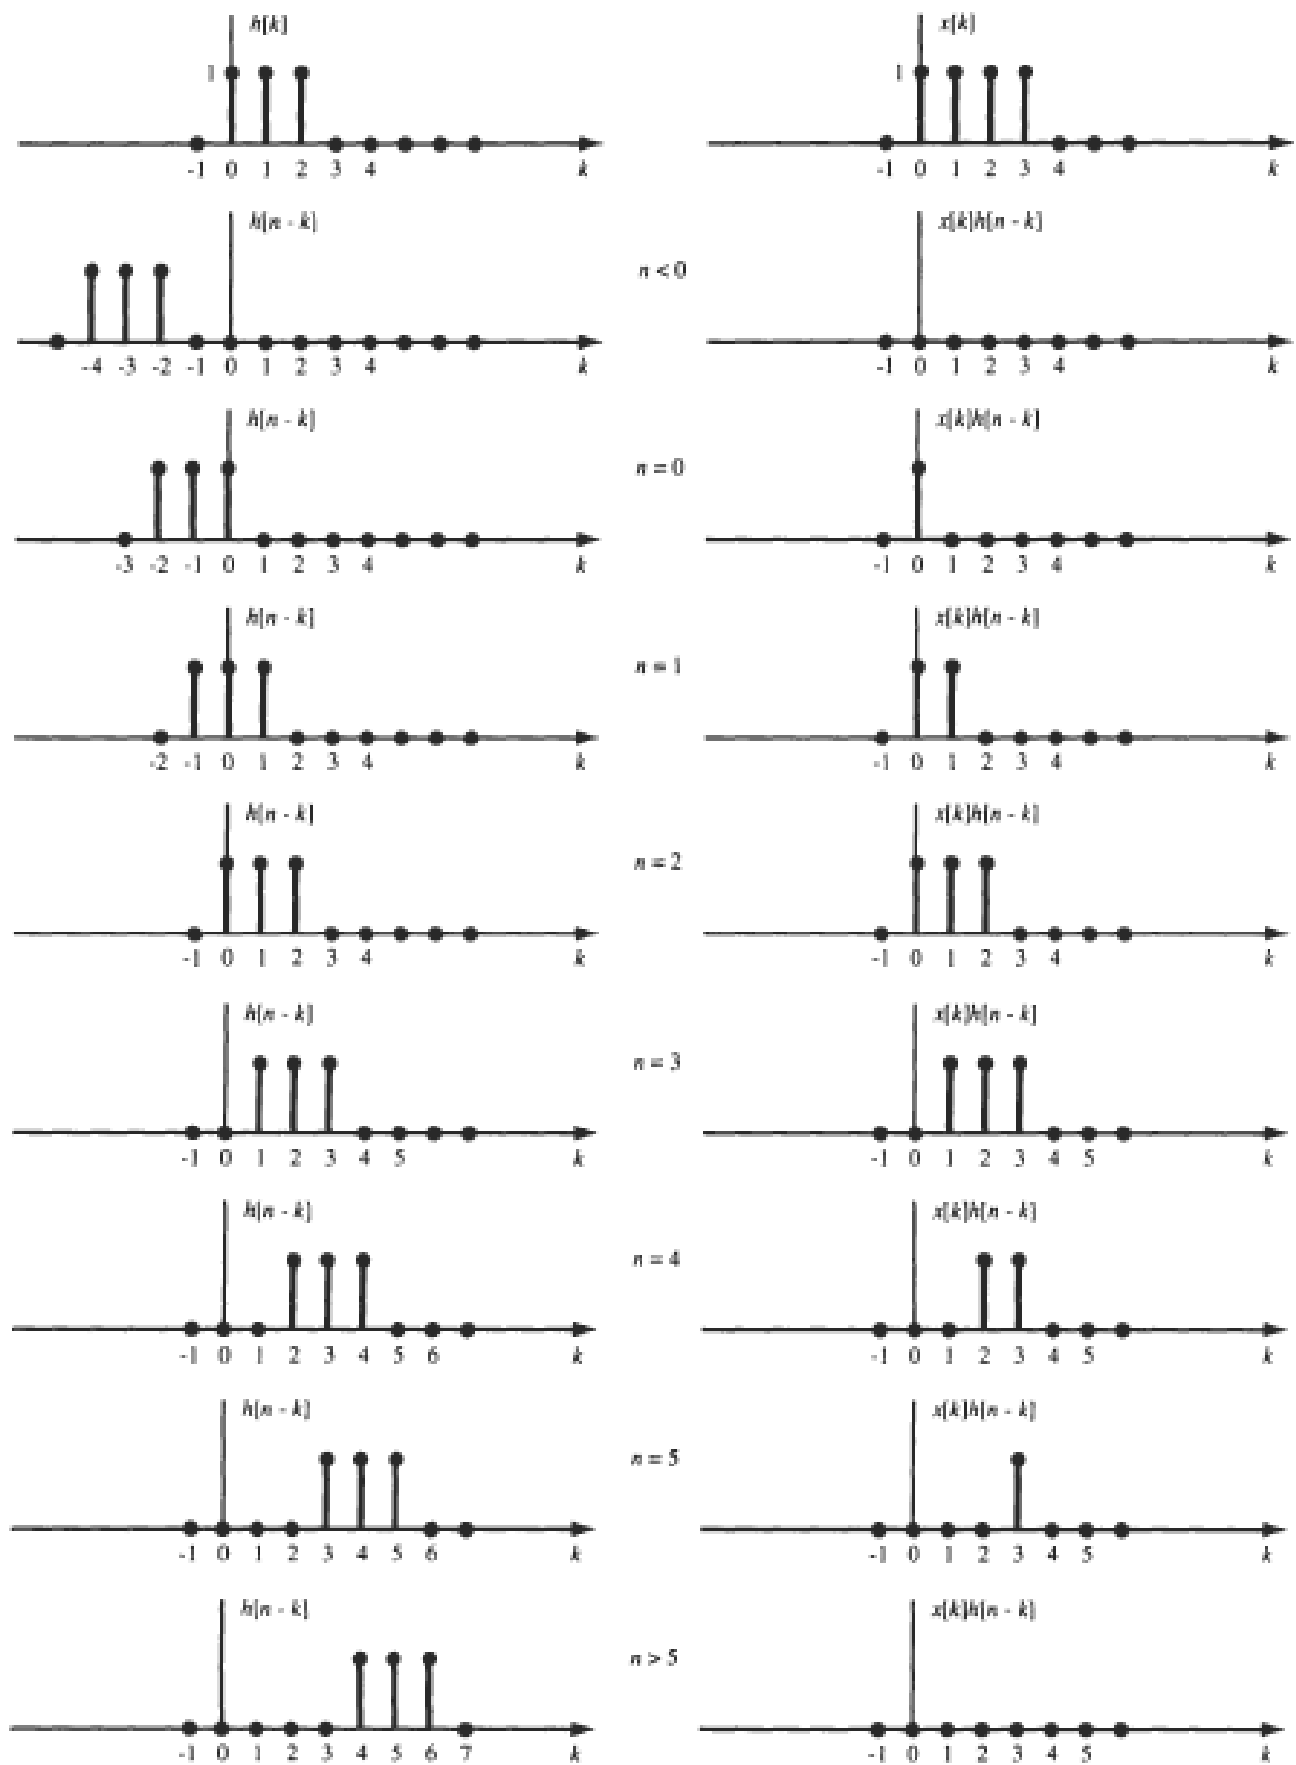 h[k] x[k]
1 1
-1 0 1 2 3 4 k -1 0 1 2 3 4 k
h[n - k] x[k]h[n - k]
n < 0
-4 -3 -2 -1 0 1 2 3 4 k -1 0 1 2 3 4 k
h[n - k] x[k]h[n - k]
n = 0
-3 -2 -1 0 1 2 3 4 k -1 0 1 2 3 4 k
h[n - k] x[k]h[n - k]
n = 1
-2 -1 0 1 2 3 4 k -1 0 1 2 3 4 k
h[n - k] x[k]h[n - k]
n = 2
-1 0 1 2 3 4 k -1 0 1 2 3 4 k
h[n - k] x[k]h[n - k]
n = 3
-1 0 1 2 3 4 5 k -1 0 1 2 3 4 5 k
h[n - k] x[k]h[n - k]
n = 4
-1 0 1 2 3 4 5 6 k -1 0 1 2 3 4 5 k
h[n - k] x[k]h[n - k]
n = 5
-1 0 1 2 3 4 5 6 k -1 0 1 2 3 4 5 k
h[n - k] x[k]h[n - k]
n > 5
-1 0 1 2 3 4 5 6 7 k -1 0 1 2 3 4 5 k